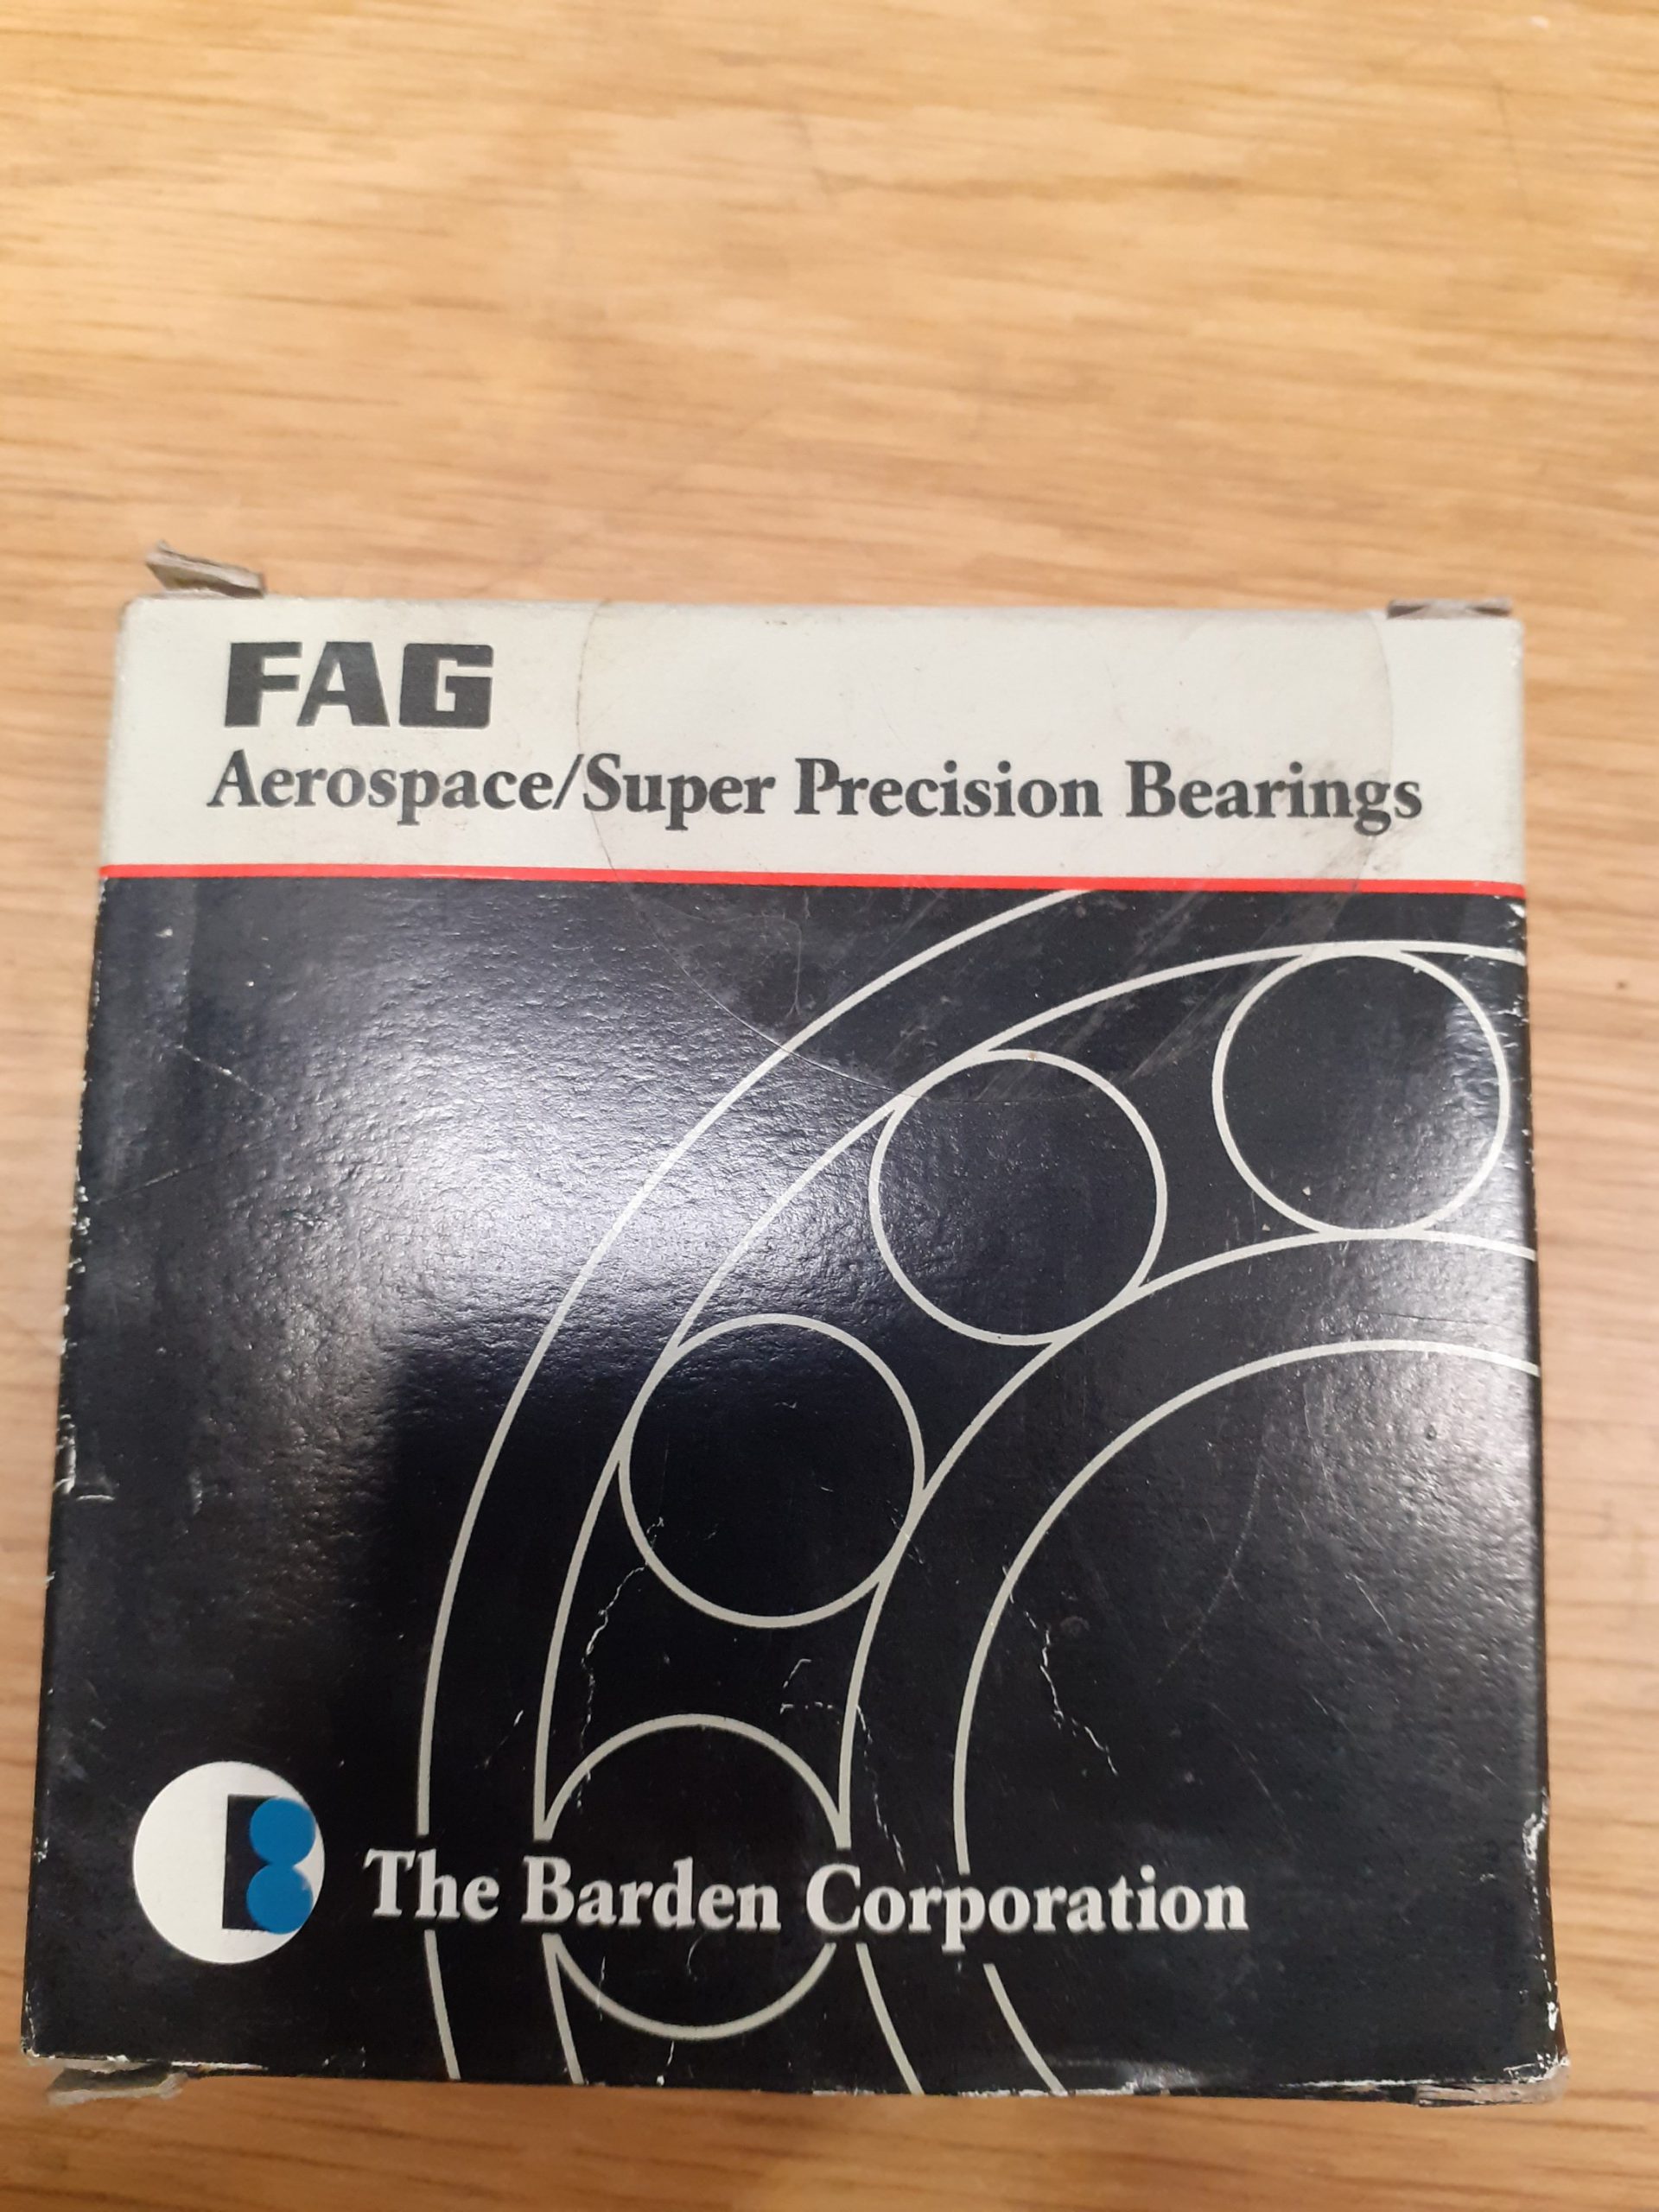 FAG
Aerospace/Super Precision Bearings
The Barden Corporation